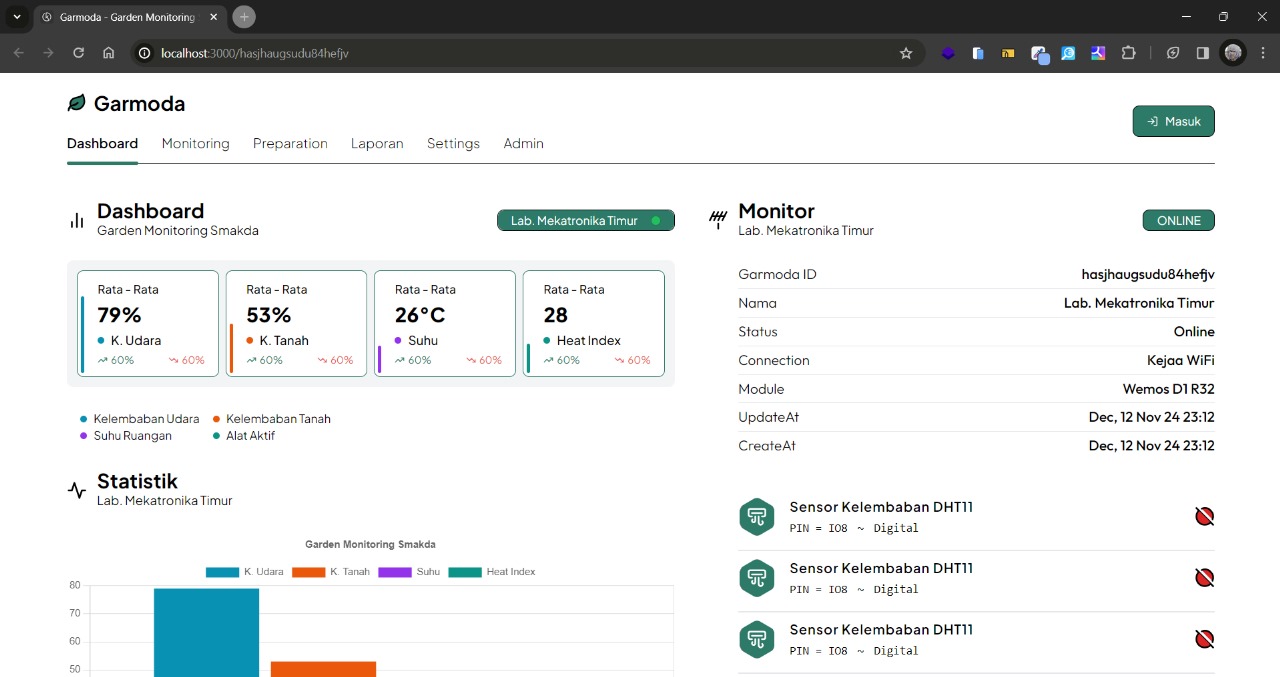 Garmoda - Garden Monitoring
localhost:3000/hasjhaugsudu84hefjv
Garmoda
Masuk
Dashboard
Monitoring
Preparation
Laporan
Settings
Admin
Dashboard
Garden Monitoring Smakda
Lab. Mekatronika Timur
Rata - Rata
79%
K. Udara
60%
60%
Rata - Rata
53%
K. Tanah
60%
60%
Rata - Rata
26°C
Suhu
60%
60%
Rata - Rata
28
Heat Index
60%
60%
Kelembaban Udara
Kelembaban Tanah
Suhu Ruangan
Alat Aktif
Statistik
Lab. Mekatronika Timur
Garden Monitoring Smakda
K. Udara
K. Tanah
Suhu
Heat Index
80
70
60
50
Monitor
Lab. Mekatronika Timur
ONLINE
Garmoda ID hasjhaugsudu84hefjv
Nama Lab. Mekatronika Timur
Status Online
Connection Kejaa WiFi
Module Wemos D1 R32
UpdateAt Dec, 12 Nov 24 23:12
CreateAt Dec, 12 Nov 24 23:12
Sensor Kelembaban DHT11
PIN = IO8 ~ Digital
Sensor Kelembaban DHT11
PIN = IO8 ~ Digital
Sensor Kelembaban DHT11
PIN = IO8 ~ Digital